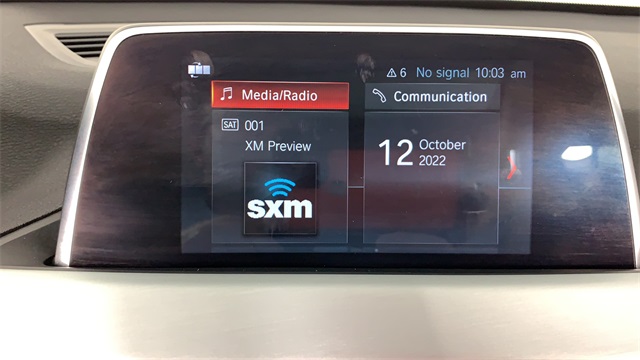 6 No signal 10:03 am
Media/Radio
Communication
SAT 001
XM Preview
sxm
12 October
2022